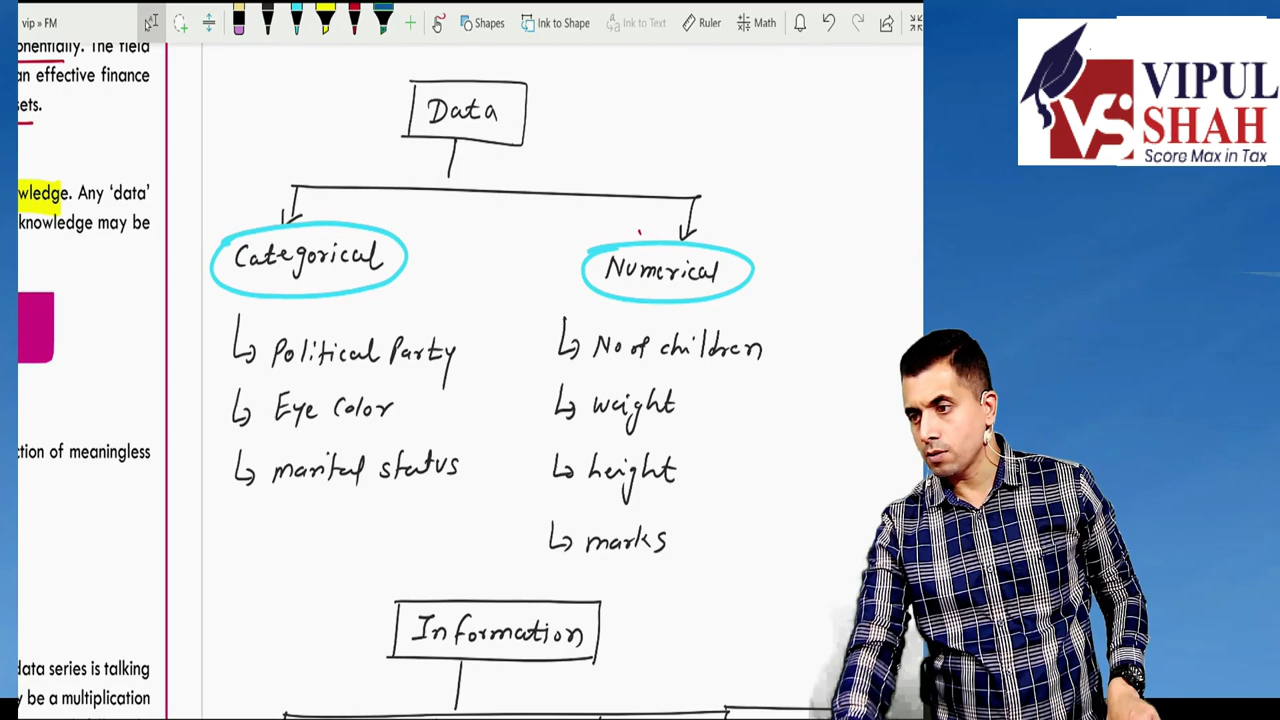 vip » FM
Shapes
Ink to Shape
Ink to Text
Ruler
Math
onentially. The field
an effective finance
sets.
wledge. Any 'data'
knowledge may be
ction of meaningless
data series is talking
y be a multiplication
Data
Categorical
Numerical
Political Party
Eye Color
marital status
No of children
weight
height
marks
Information
VIPUL
SHAH
VS
Score Max in Tax